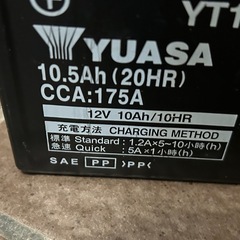 YT1
YUASA
10.5Ah (20HR)
CCA:175A
12V 10Ah/10HR
充電方法 CHARGING METHOD
標準 Standard : 1.2A×5~10小時(h)
急速 Quick : 5A×1小時(h)
SAE PP >PP<